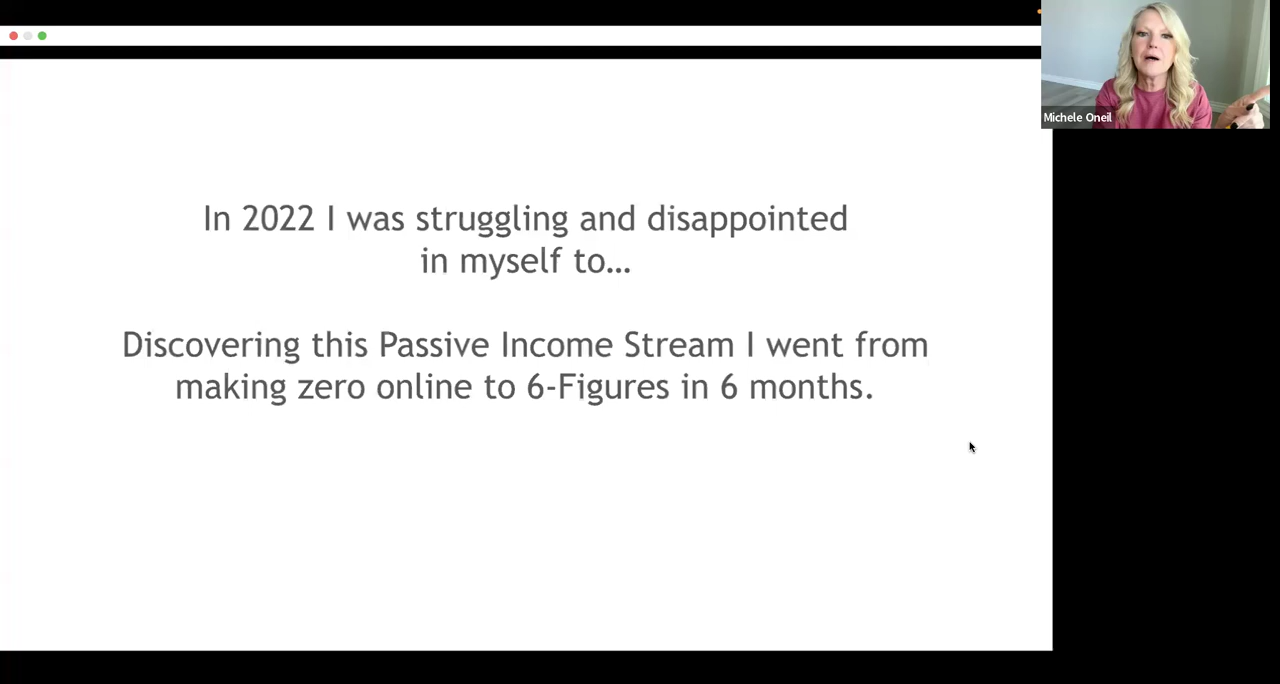 Michele Oneil
In 2022 I was struggling and disappointed
in myself to...
Discovering this Passive Income Stream I went from
making zero online to 6-Figures in 6 months.